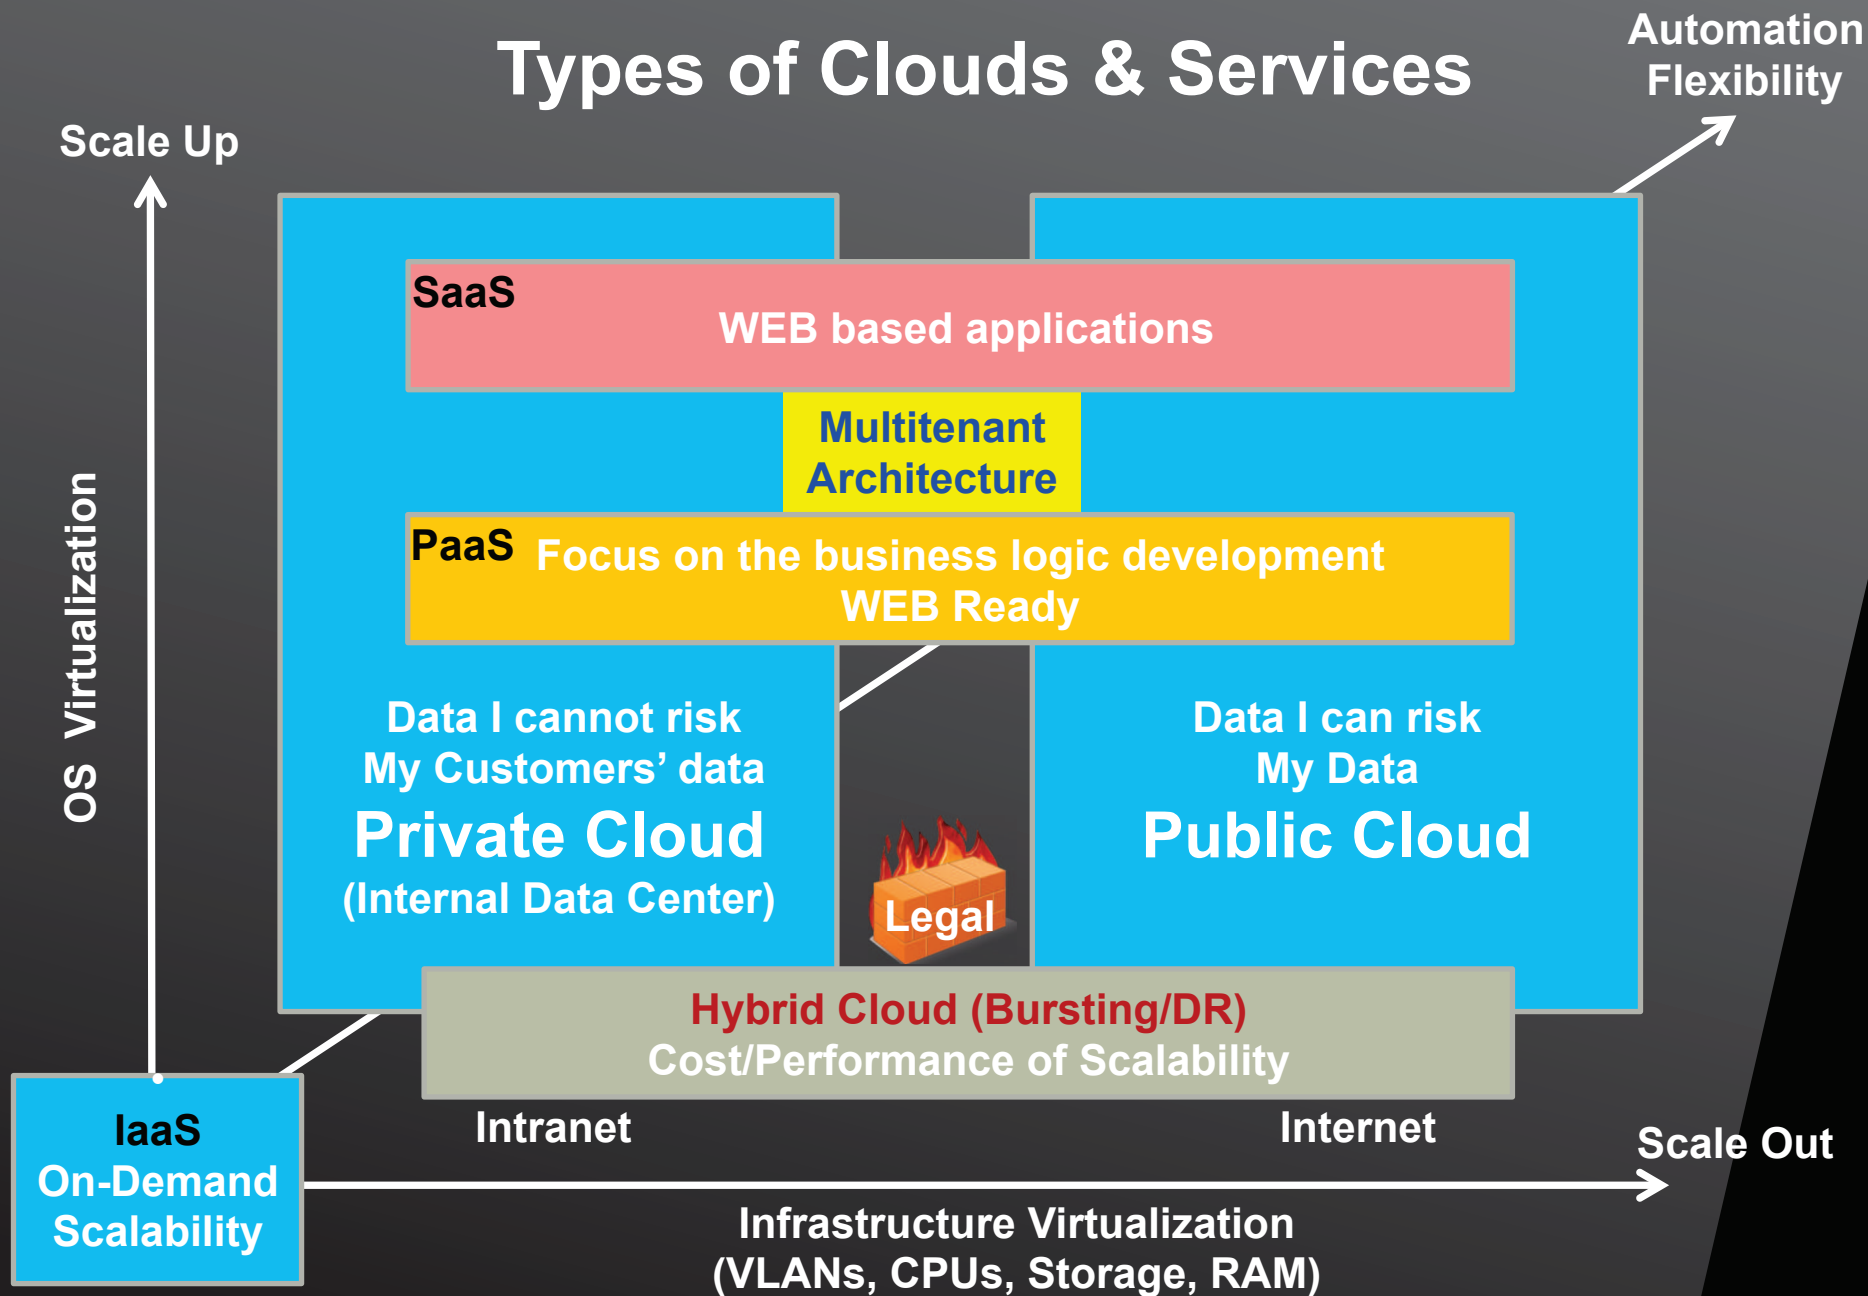 Types of Clouds & Services
Automation
Flexibility
Scale Up
OS Virtualization
SaaS
WEB based applications
Multitenant
Architecture
PaaS
Focus on the business logic development
WEB Ready
Data I cannot risk
My Customers’ data
Private Cloud
(Internal Data Center)
Legal
Data I can risk
My Data
Public Cloud
Hybrid Cloud (Bursting/DR)
Cost/Performance of Scalability
Intranet
Internet
IaaS
On-Demand
Scalability
Scale Out
Infrastructure Virtualization
(VLANs, CPUs, Storage, RAM)